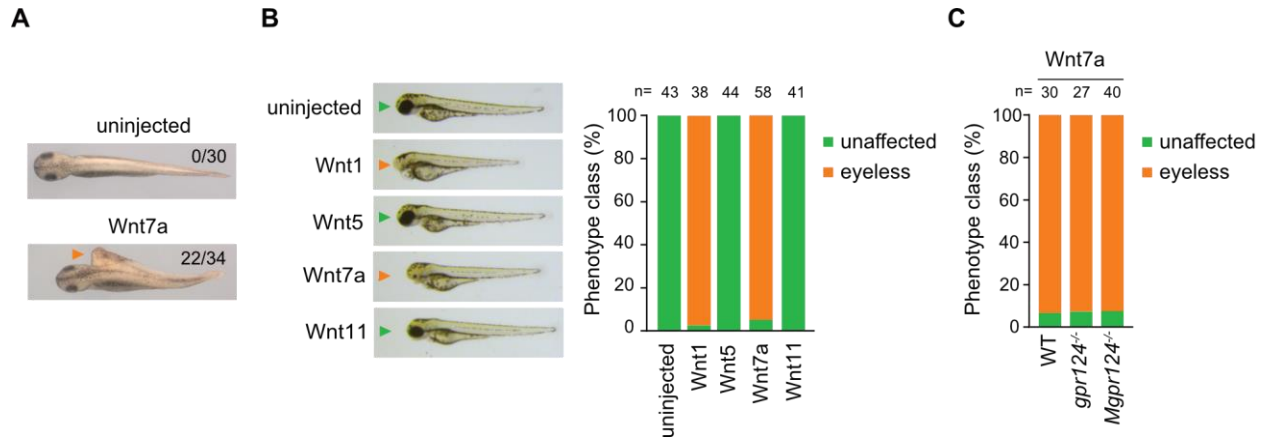 A
uninjected
0/30
Wnt7a
22/34
B
uninjected
Wnt1
Wnt5
Wnt7a
Wnt11
n= 43 38 44 58 41
Phenotype class (%)
100
80
60
40
20
0
uninjected
Wnt1
Wnt5
Wnt7a
Wnt11
unaffected
eyeless
C
Wnt7a
n= 30 27 40
Phenotype class (%)
100
80
60
40
20
0
WT
gpr124-/-
Mgpr124-/-
unaffected
eyeless